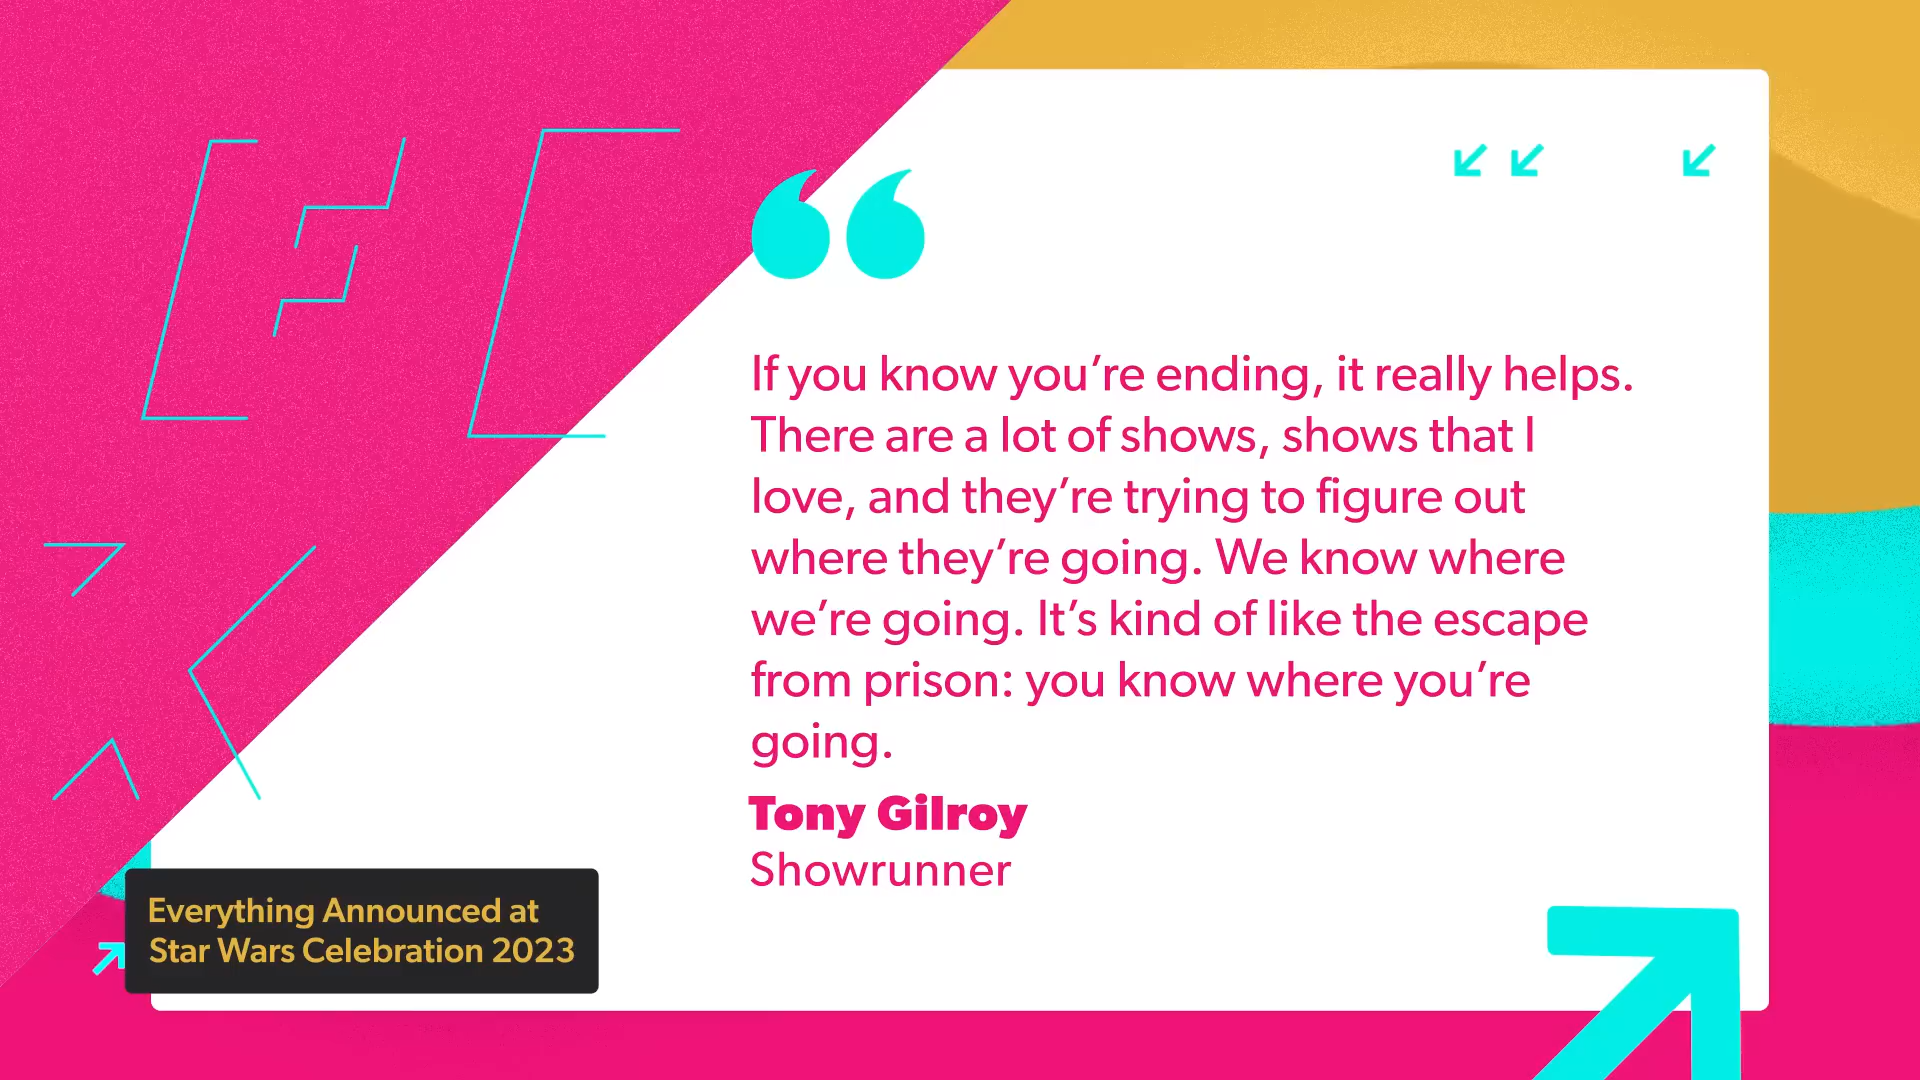 If you know you’re ending, it really helps.
There are a lot of shows, shows that I
love, and they’re trying to figure out
where they’re going. We know where
we’re going. It’s kind of like the escape
from prison: you know where you’re
going.
Tony Gilroy
Showrunner
Everything Announced at
Star Wars Celebration 2023